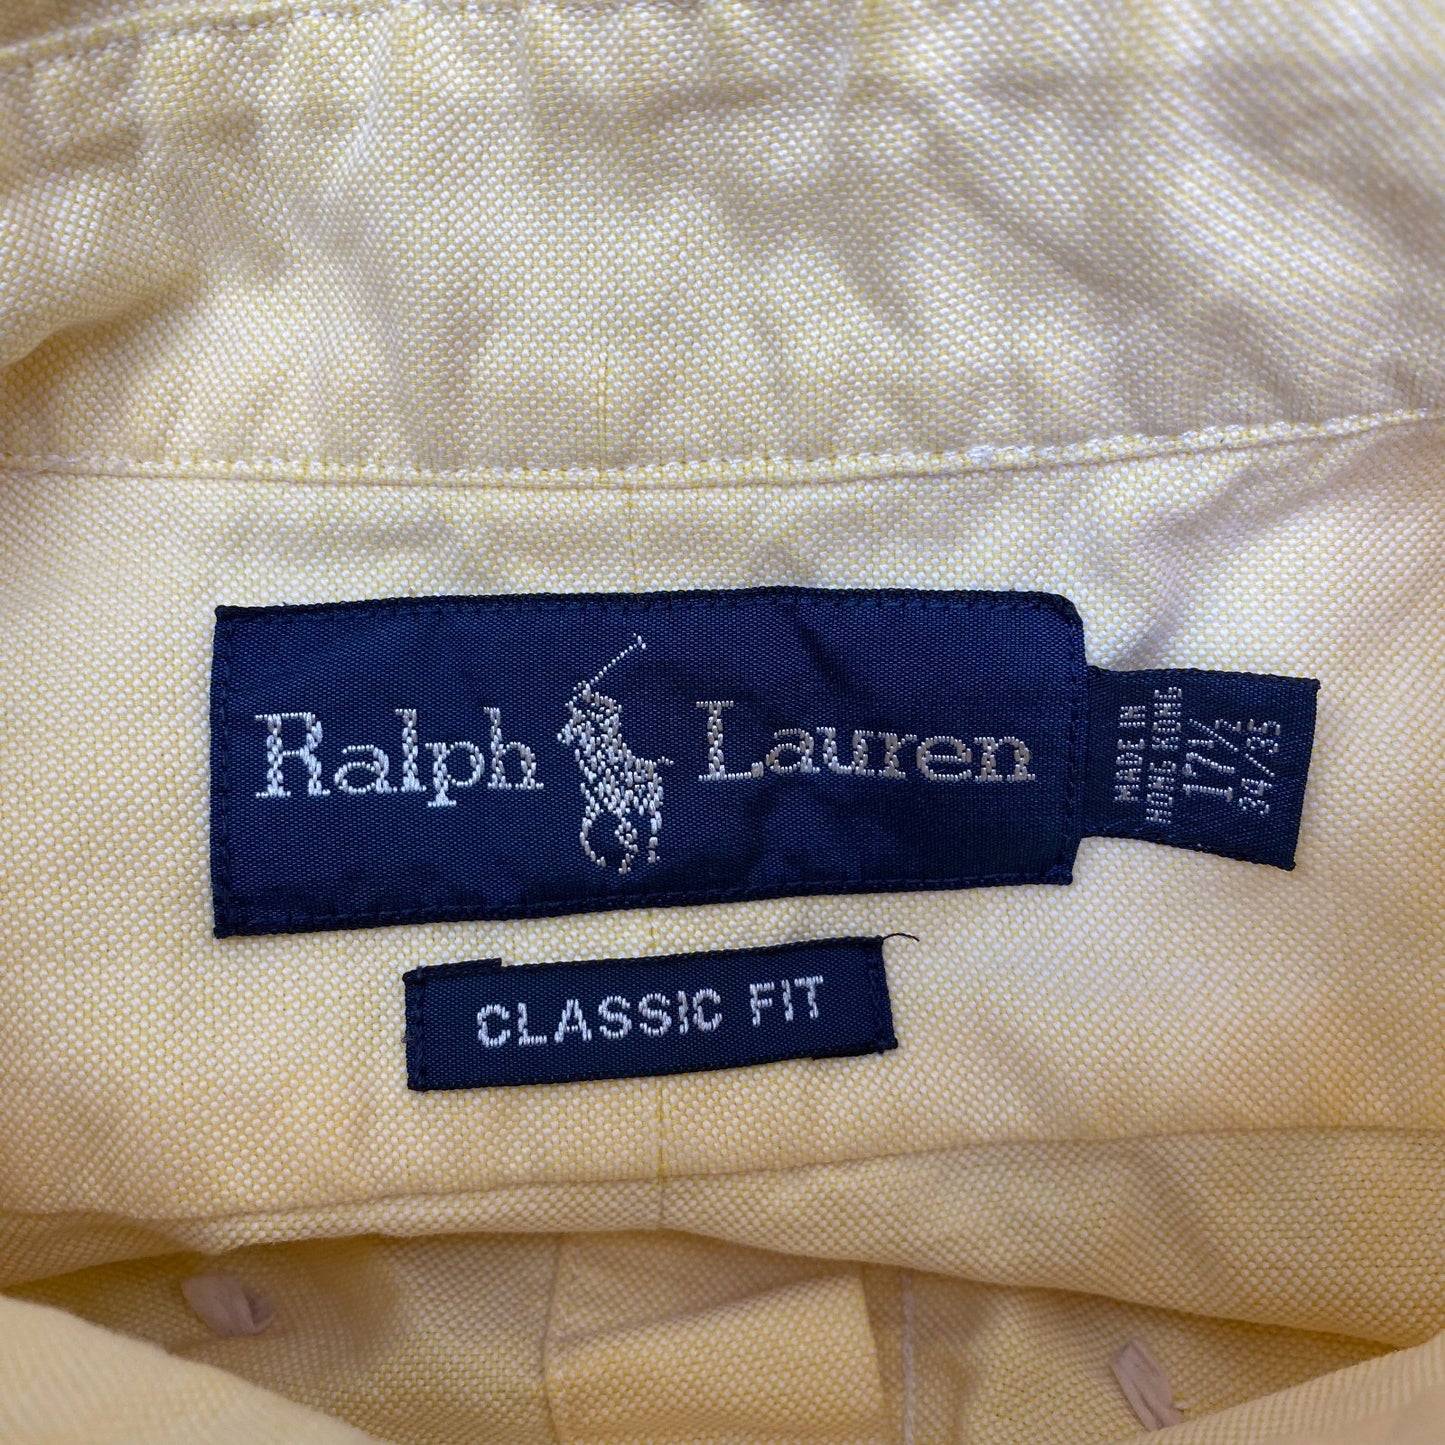 Ralph Lauren
MADE IN
HONG KONG
17½
34/35
CLASSIC FIT